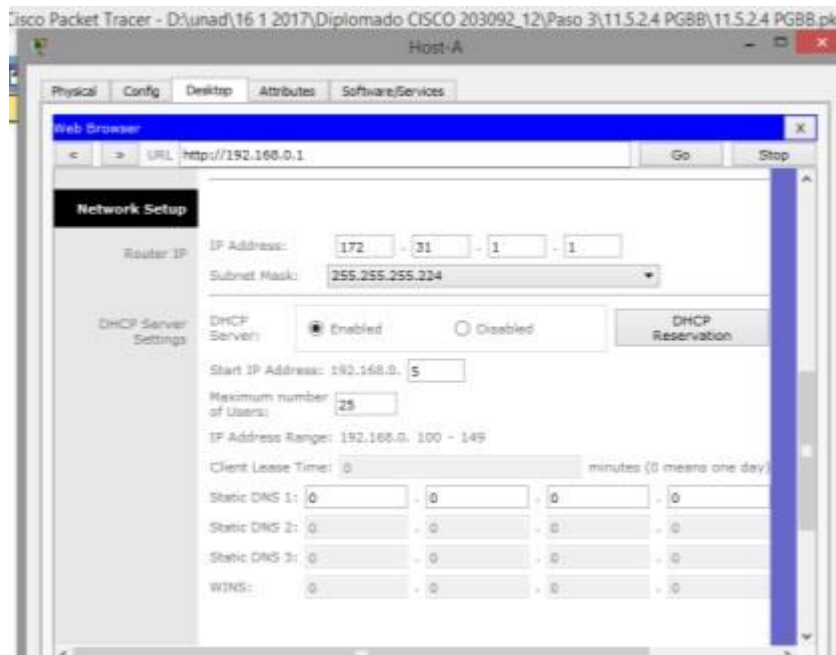 Cisco Packet Tracer - D:\unad\16 1 2017\Diplomado CISCO 203092_12\Paso 3\11.5.2.4 PGBB\11.5.2.4 PGBB.pk
Host-A
Physical Config Desktop Attributes Software/Services
Web Browser X
< > URL http://192.168.0.1 Go Stop
Network Setup
Router IP
IP Address: 172 . 31 . 1 . 1
Subnet Mask: 255.255.255.224
DHCP Server Settings
DHCP Server: Enabled Disabled DHCP Reservation
Start IP Address: 192.168.0. 5
Maximum number of Users: 25
IP Address Range: 192.168.0. 100 - 149
Client Lease Time: 0 minutes (0 means one day)
Static DNS 1: 0 . 0 . 0 . 0
Static DNS 2: 0 . 0 . 0 . 0
Static DNS 3: 0 . 0 . 0 . 0
WINS: 0 . 0 . 0 . 0